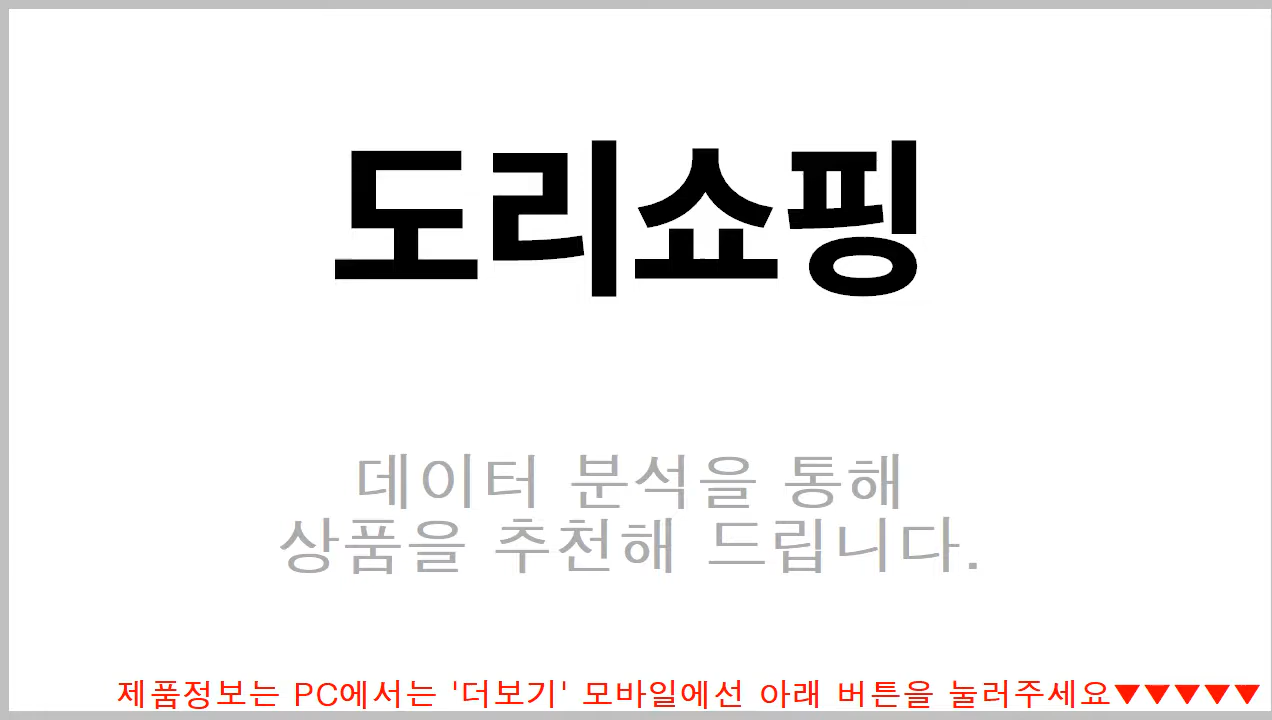 도리쇼핑
데이터 분석을 통해
상품을 추천해 드립니다.
제품정보는 PC에서는 '더보기' 모바일에선 아래 버튼을 눌러주세요▼▼▼▼▼